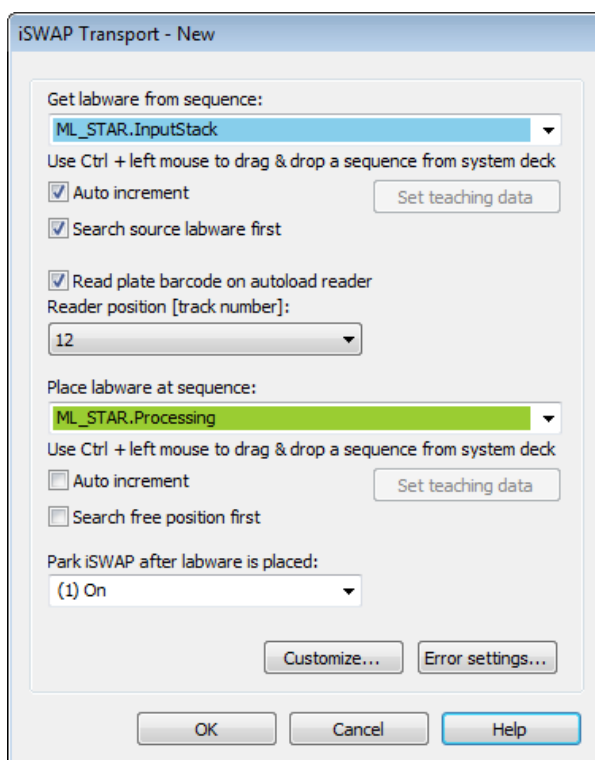 iSWAP Transport - New
Get labware from sequence:
ML_STAR.InputStack
Use Ctrl + left mouse to drag & drop a sequence from system deck
Auto increment
Set teaching data
Search source labware first
Read plate barcode on autoload reader
Reader position [track number]:
12
Place labware at sequence:
ML_STAR.Processing
Use Ctrl + left mouse to drag & drop a sequence from system deck
Auto increment
Set teaching data
Search free position first
Park iSWAP after labware is placed:
(1) On
Customize...
Error settings...
OK
Cancel
Help